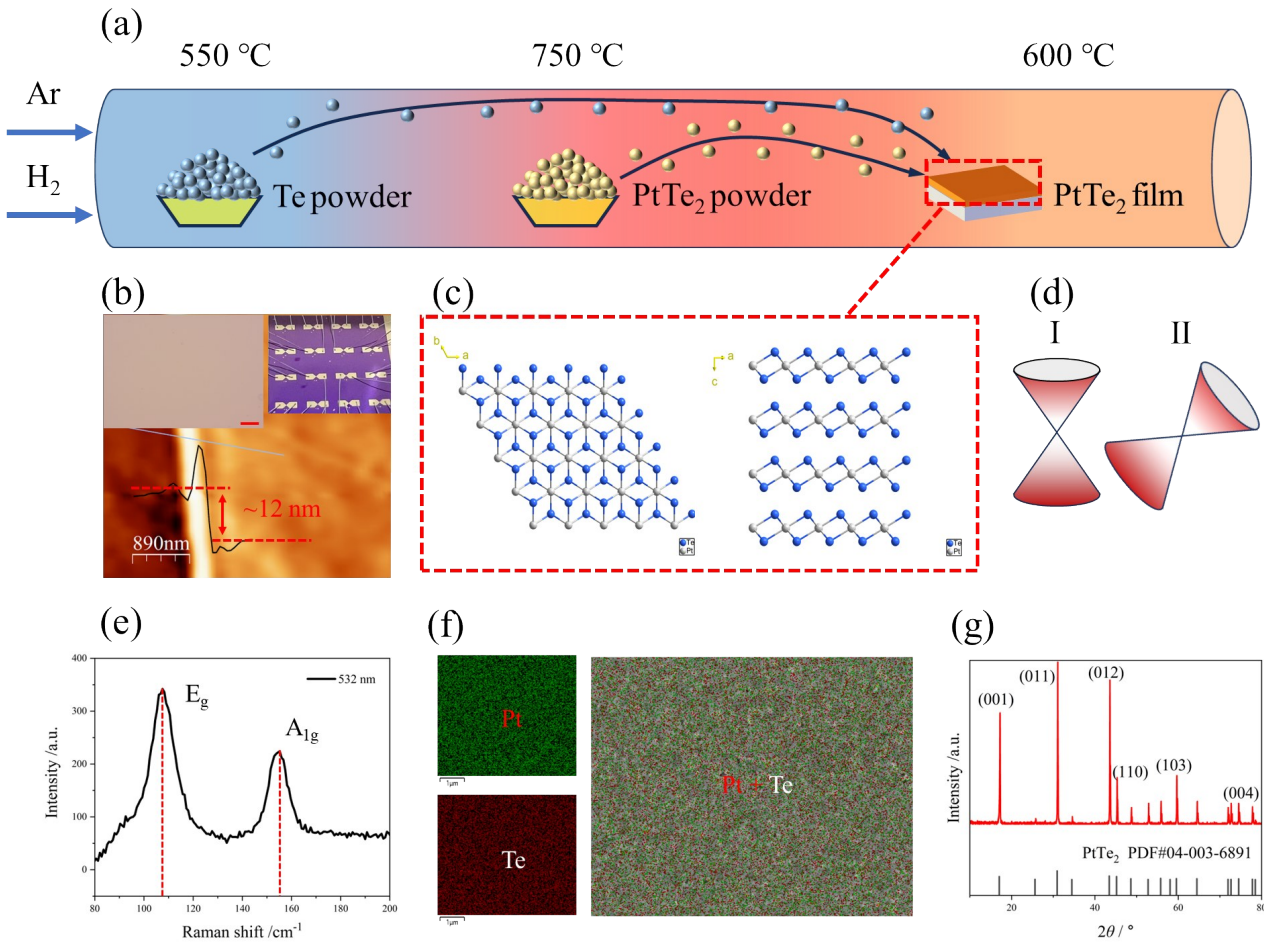 (a)
550 °C
750 °C
600 °C
Ar
H₂
Te powder
PtTe₂ powder
PtTe₂ film
(b)
~12 nm
890nm
(c)
b
a
a
c
Te
Pt
Te
Pt
(d)
I
II
(e)
400
300
200
100
0
Intensity /a.u.
E_g
A₁g
532 nm
80
100
120
140
160
180
200
Raman shift /cm⁻¹
(f)
Pt
1μm
Te
1μm
Pt + Te
(g)
Intensity /a.u.
(001)
(011)
(012)
(110)
(103)
(004)
PtTe₂ PDF#04-003-6891
20
40
60
80
2θ / °